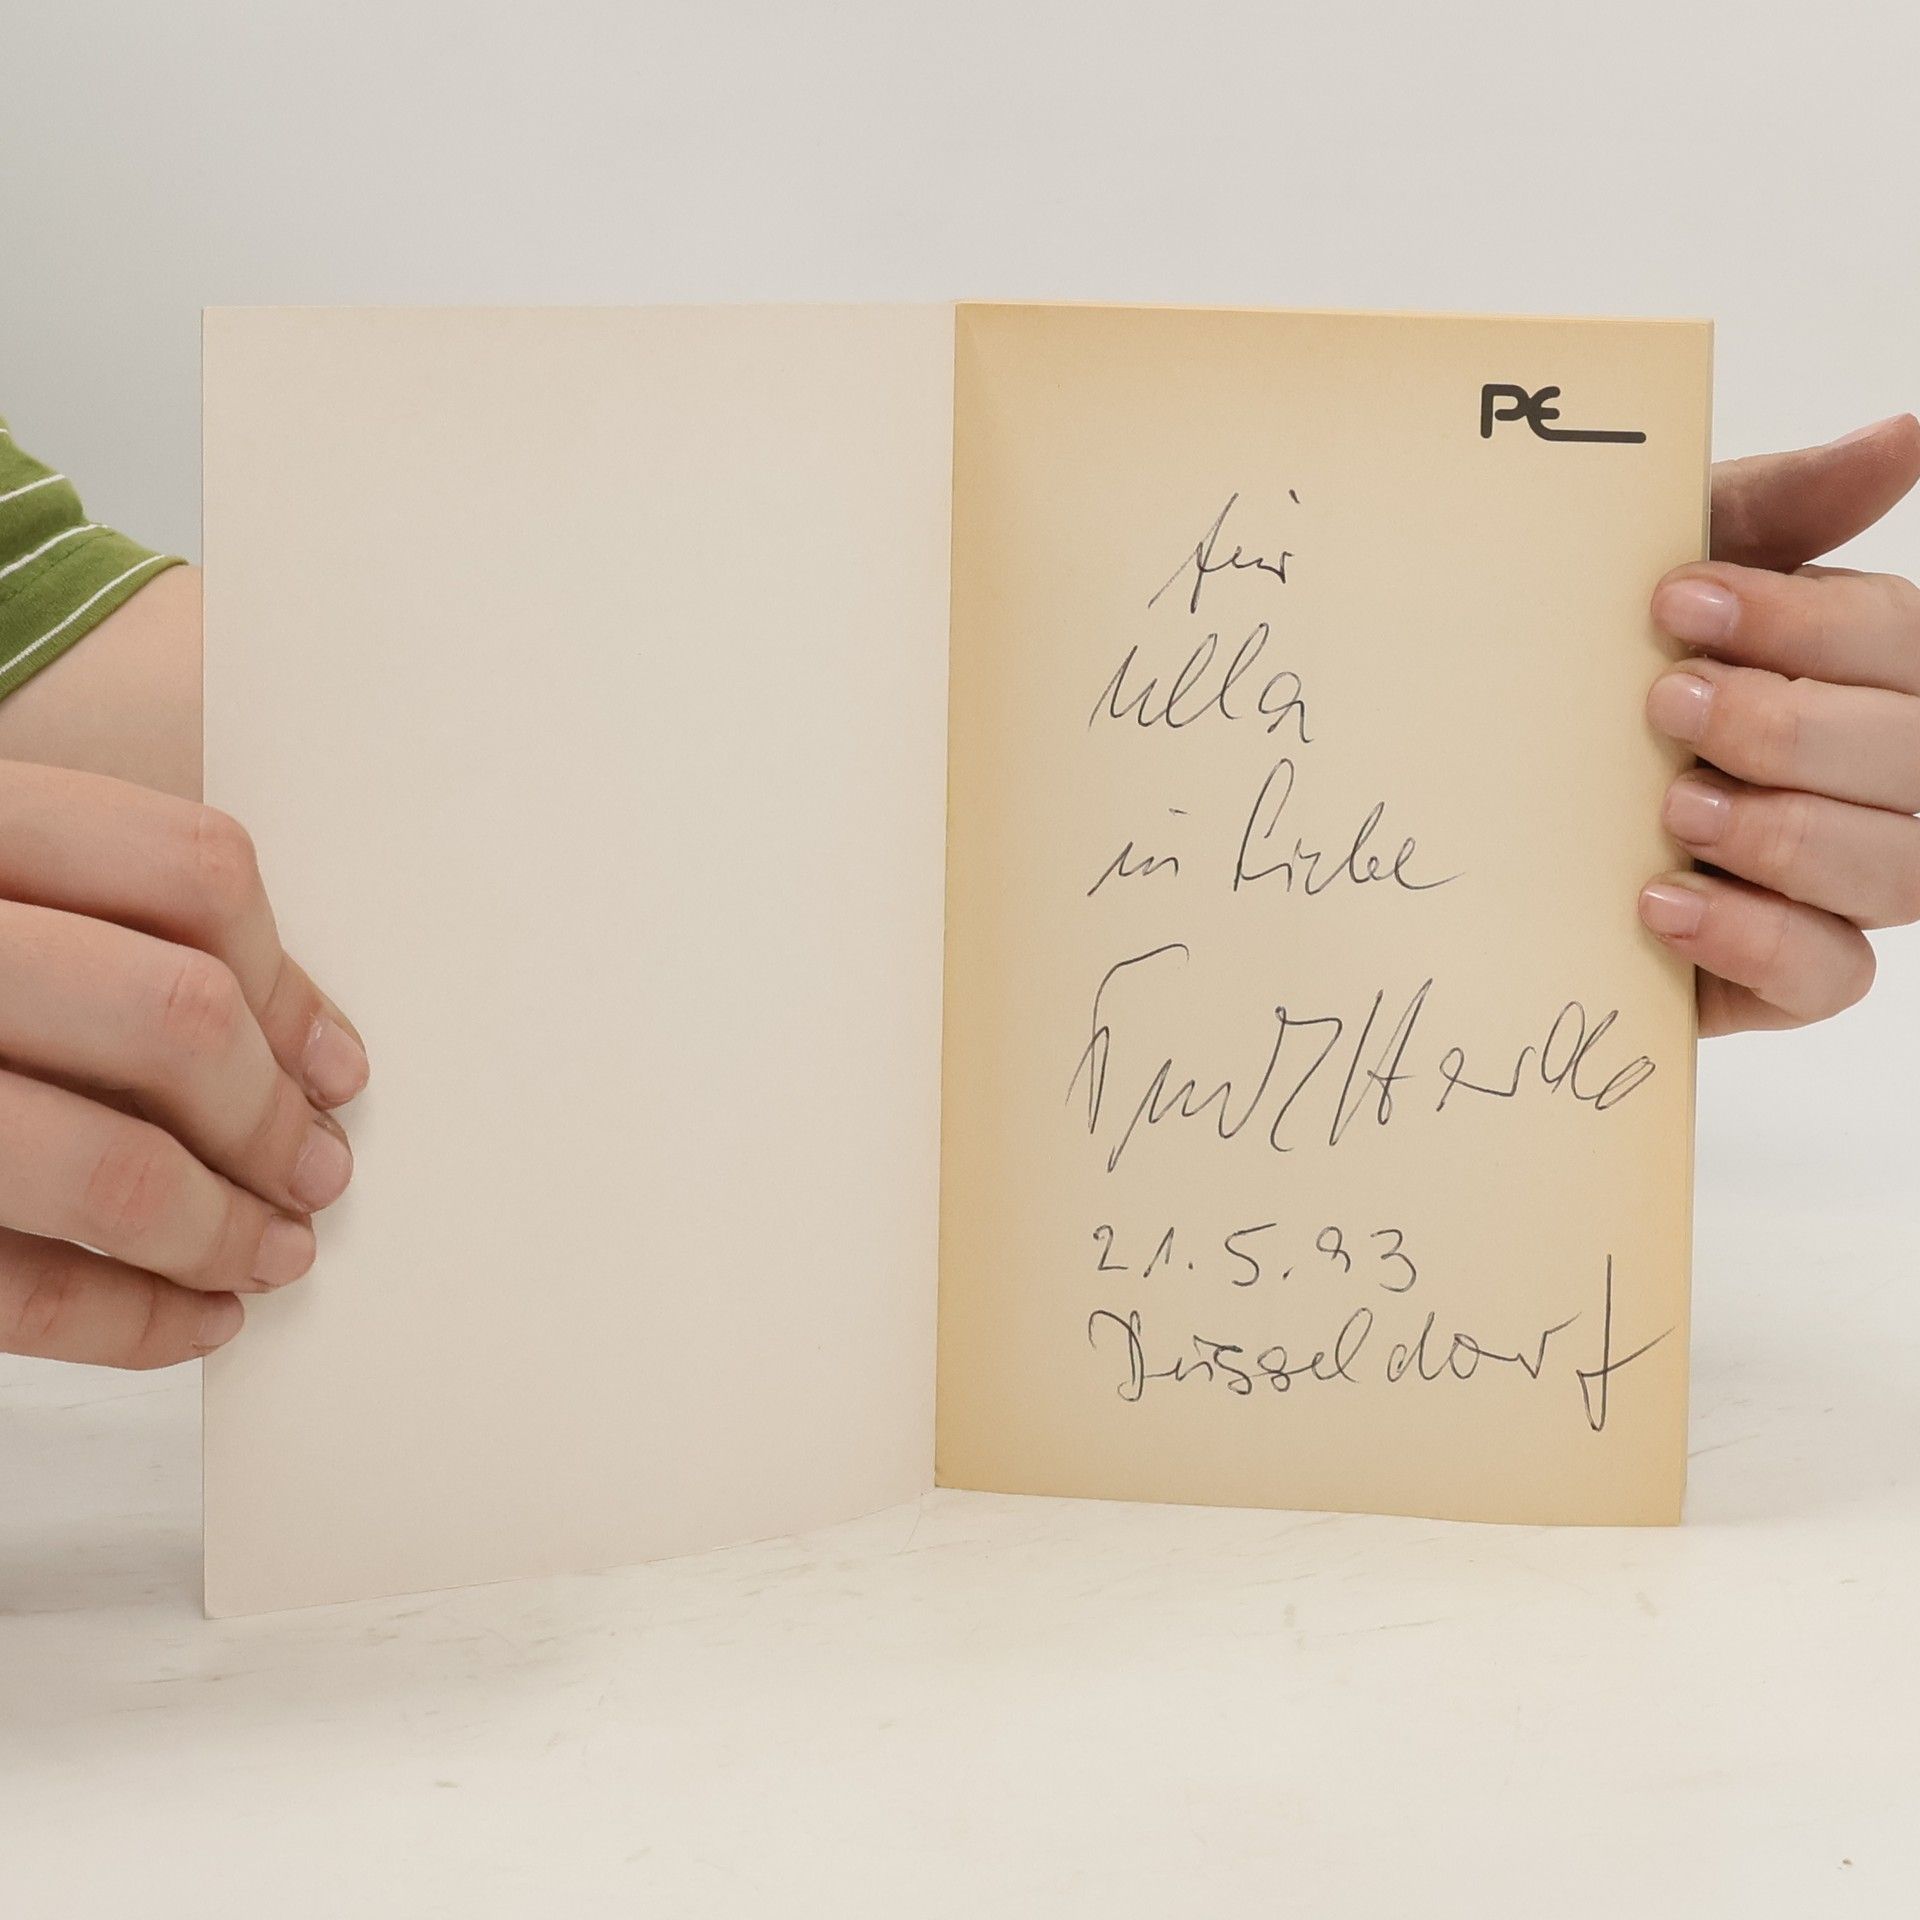 PE
für
Ulla
in Liebe
21.5.93
Düsseldorf